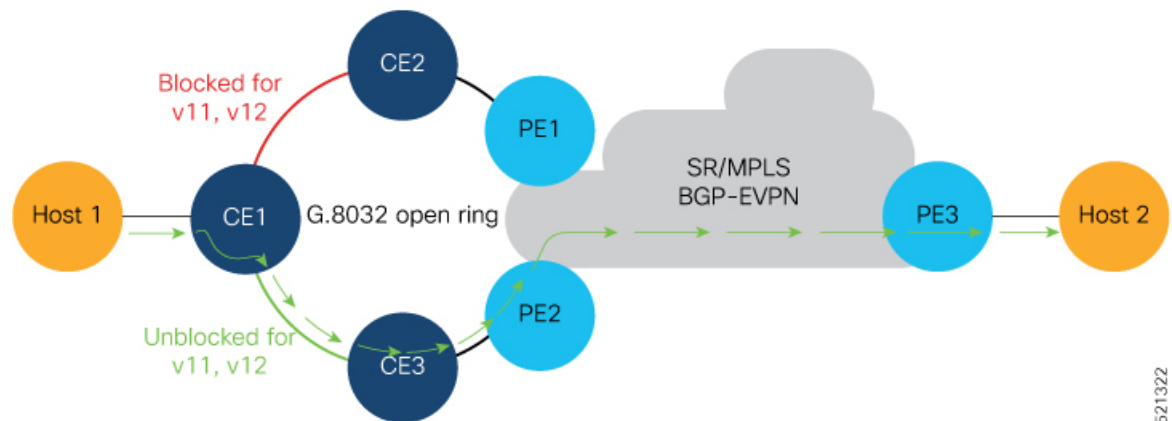 CE2
Blocked for
v11, v12
PE1
SR/MPLS
BGP-EVPN
Host 1
CE1
G.8032 open ring
PE3
Host 2
PE2
Unblocked for
v11, v12
CE3
521322